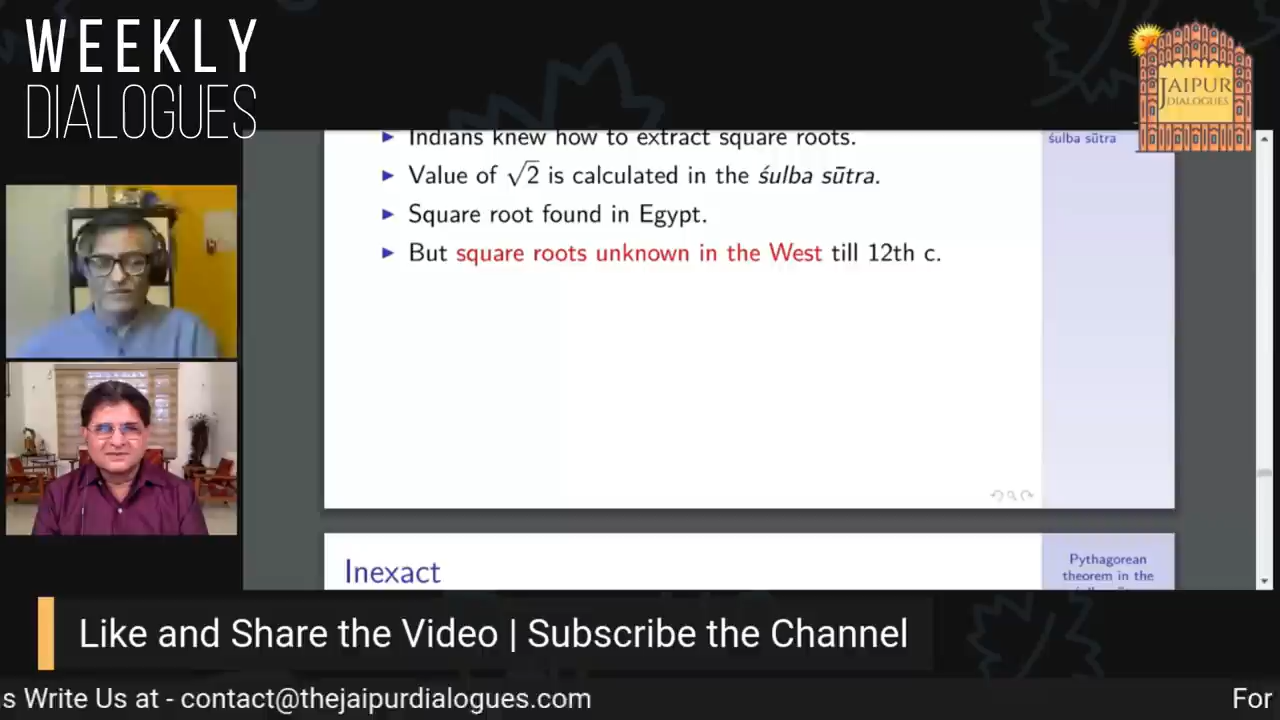 WEEKLY
DIALOGUES
JAIPUR
DIALOGUES
▶ Indians knew how to extract square roots.
▶ Value of √2 is calculated in the śulba sūtra.
▶ Square root found in Egypt.
▶ But square roots unknown in the West till 12th c.
śulba sūtra
Inexact
Pythagorean
theorem in the
Like and Share the Video | Subscribe the Channel
s Write Us at - contact@thejaipurdialogues.com
For